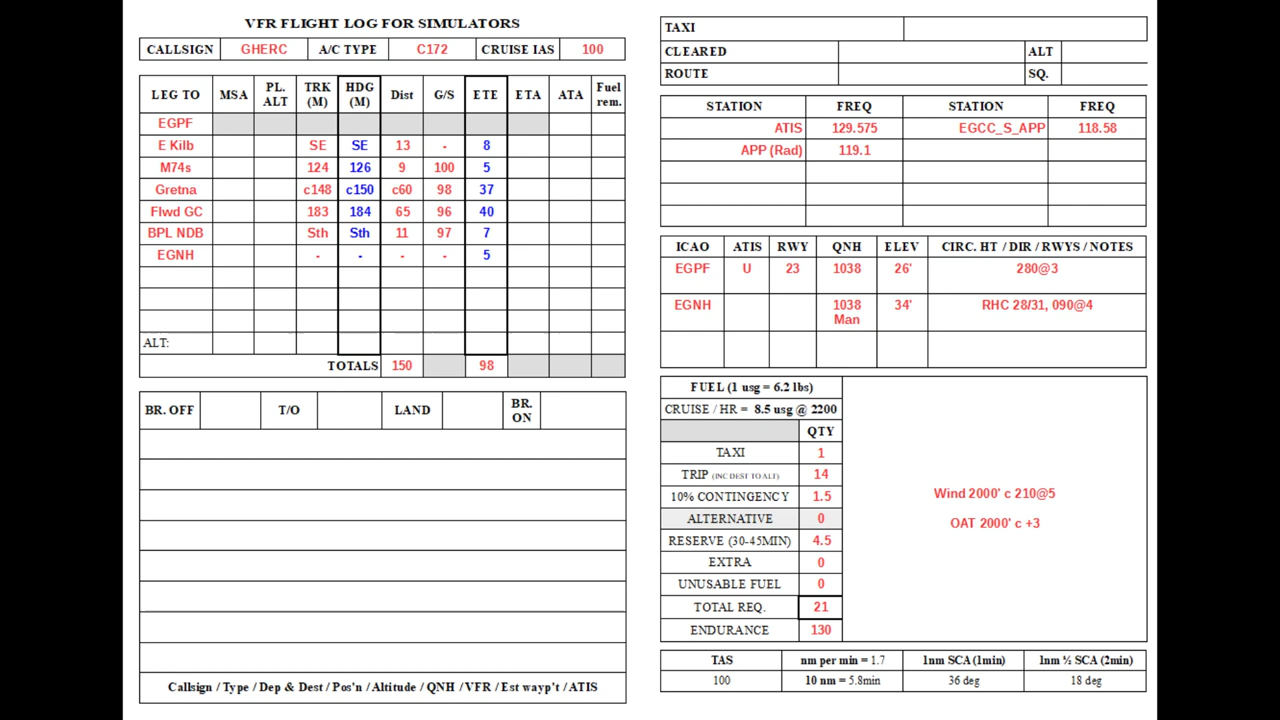 VFR FLIGHT LOG FOR SIMULATORS
CALLSIGN GHERC A/C TYPE C172 CRUISE IAS 100
LEG TO MSA PL. ALT TRK (M) HDG (M) Dist G/S ETE ETA ATA Fuel rem.
EGPF
E Kilb SE SE 13 - 8
M74s 124 126 9 100 5
Gretna c148 c150 c60 98 37
Flwd GC 183 184 65 96 40
BPL NDB Sth Sth 11 97 7
EGNH - - - - 5
ALT:
TOTALS 150 98
BR. OFF T/O LAND BR. ON
Callsign / Type / Dep & Dest / Pos'n / Altitude / QNH / VFR / Est wayp't / ATIS
TAXI
CLEARED ALT
ROUTE SQ.
STATION FREQ STATION FREQ
ATIS 129.575 EGCC_S_APP 118.58
APP (Rad) 119.1
ICAO ATIS RWY QNH ELEV CIRC. HT / DIR / RWYS / NOTES
EGPF U 23 1038 26' 280@3
EGNH 1038 Man 34' RHC 28/31, 090@4
FUEL (1 usg = 6.2 lbs)
CRUISE / HR = 8.5 usg @ 2200
QTY
TAXI 1
TRIP (INC DEST TO ALT) 14
10% CONTINGENCY 1.5
ALTERNATIVE 0
RESERVE (30-45MIN) 4.5
EXTRA 0
UNUSABLE FUEL 0
TOTAL REQ. 21
ENDURANCE 130
Wind 2000' c 210@5
OAT 2000' c +3
TAS nm per min = 1.7 1nm SCA (1min) 1nm ½ SCA (2min)
100 10 nm = 5.8min 36 deg 18 deg